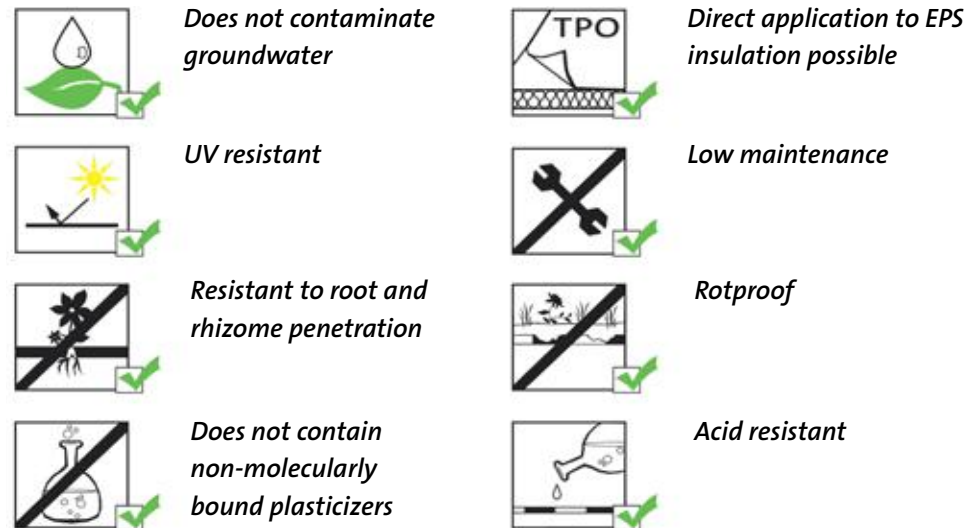 Does not contaminate
groundwater
TPO
Direct application to EPS
insulation possible
UV resistant
Low maintenance
Resistant to root and
rhizome penetration
Rotproof
Does not contain
non-molecularly
bound plasticizers
Acid resistant